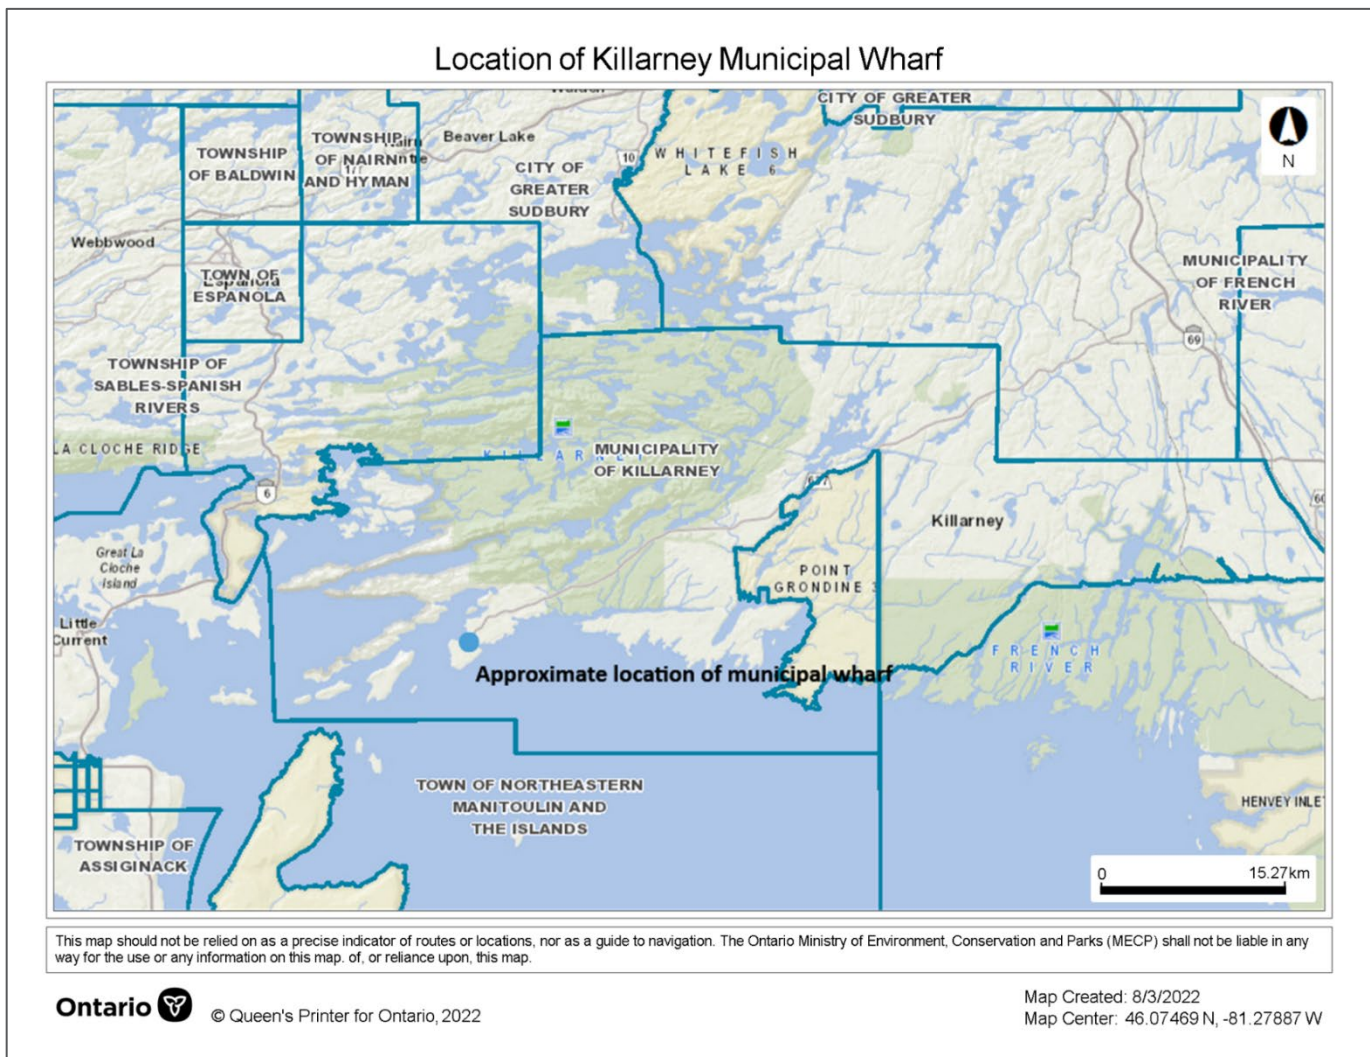 Location of Killarney Municipal Wharf
CITY OF GREATER
SUDBURY
N
TOWNSHIP
OF BALDWIN
TOWNSHIP
OF NAIRN
AND HYMAN
Beaver Lake
CITY OF
GREATER
SUDBURY
10
WHITEFISH
LAKE 6
Webbwood
TOWN OF
ESPANOLA
Espanola
MUNICIPALITY
OF FRENCH
RIVER
69
TOWNSHIP OF
SABLES-SPANISH
RIVERS
LA CLOCHE RIDGE
KILLARNEY
MUNICIPALITY
OF KILLARNEY
6
637
Killarney
Great La
Cloche
Island
POINT
GRONDINE 3
Little
Current
FRENCH
RIVER
Approximate location of municipal wharf
TOWN OF NORTHEASTERN
MANITOULIN AND
THE ISLANDS
HENVEY INLET
TOWNSHIP OF
ASSIGINACK
0 15.27km
This map should not be relied on as a precise indicator of routes or locations, nor as a guide to navigation. The Ontario Ministry of Environment, Conservation and Parks (MECP) shall not be liable in any
way for the use or any information on this map. of, or reliance upon, this map.
Ontario
© Queen's Printer for Ontario, 2022
Map Created: 8/3/2022
Map Center: 46.07469 N, -81.27887 W